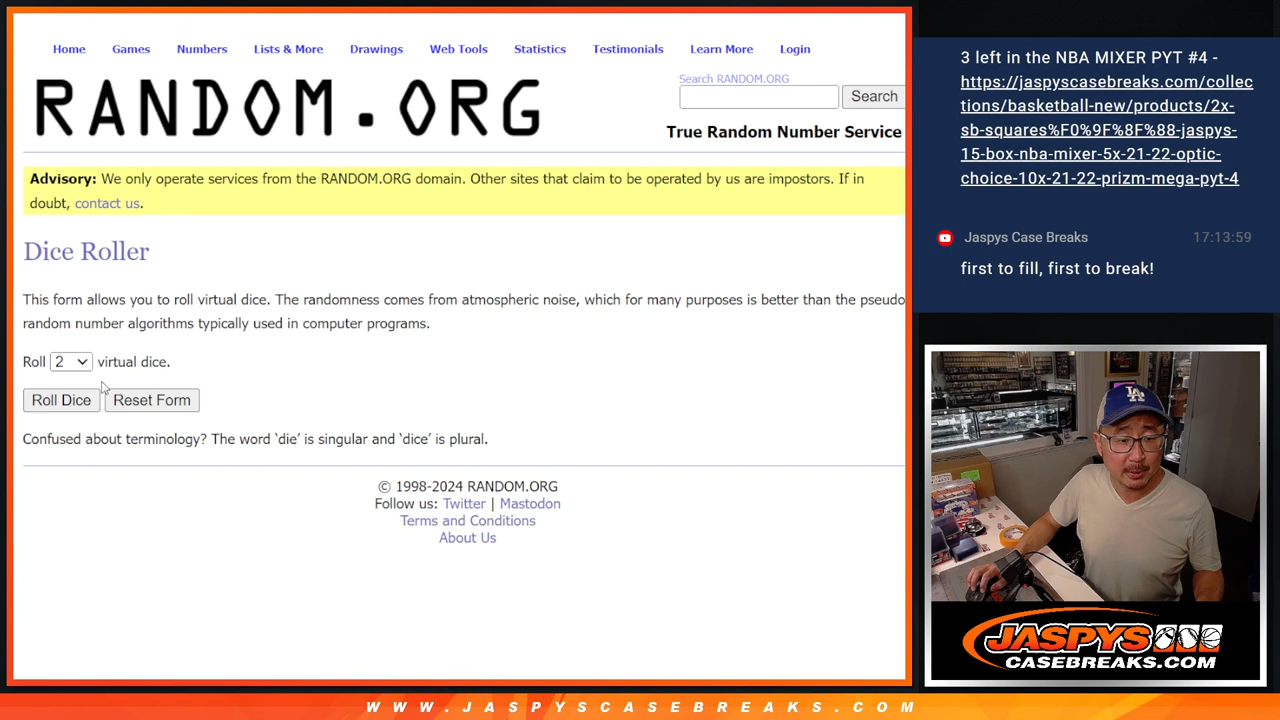 Home Games Numbers Lists & More Drawings Web Tools Statistics Testimonials Learn More Login
RANDOM.ORG
Search RANDOM.ORG
Search
True Random Number Service
Advisory: We only operate services from the RANDOM.ORG domain. Other sites that claim to be operated by us are impostors. If in
doubt, contact us.
Dice Roller
This form allows you to roll virtual dice. The randomness comes from atmospheric noise, which for many purposes is better than the pseudo
random number algorithms typically used in computer programs.
Roll 2 virtual dice.
Roll Dice Reset Form
Confused about terminology? The word ‘die’ is singular and ‘dice’ is plural.
© 1998-2024 RANDOM.ORG
Follow us: Twitter | Mastodon
Terms and Conditions
About Us
3 left in the NBA MIXER PYT #4 -
https://jaspyscasebreaks.com/collec
tions/basketball-new/products/2x-
sb-squares%F0%9F%8F%88-jaspys-
15-box-nba-mixer-5x-21-22-optic-
choice-10x-21-22-prizm-mega-pyt-4
Jaspys Case Breaks 17:13:59
first to fill, first to break!
LA
JASPYS
CASEBREAKS.COM
WWW.JASPYSCASEBREAKS.COM